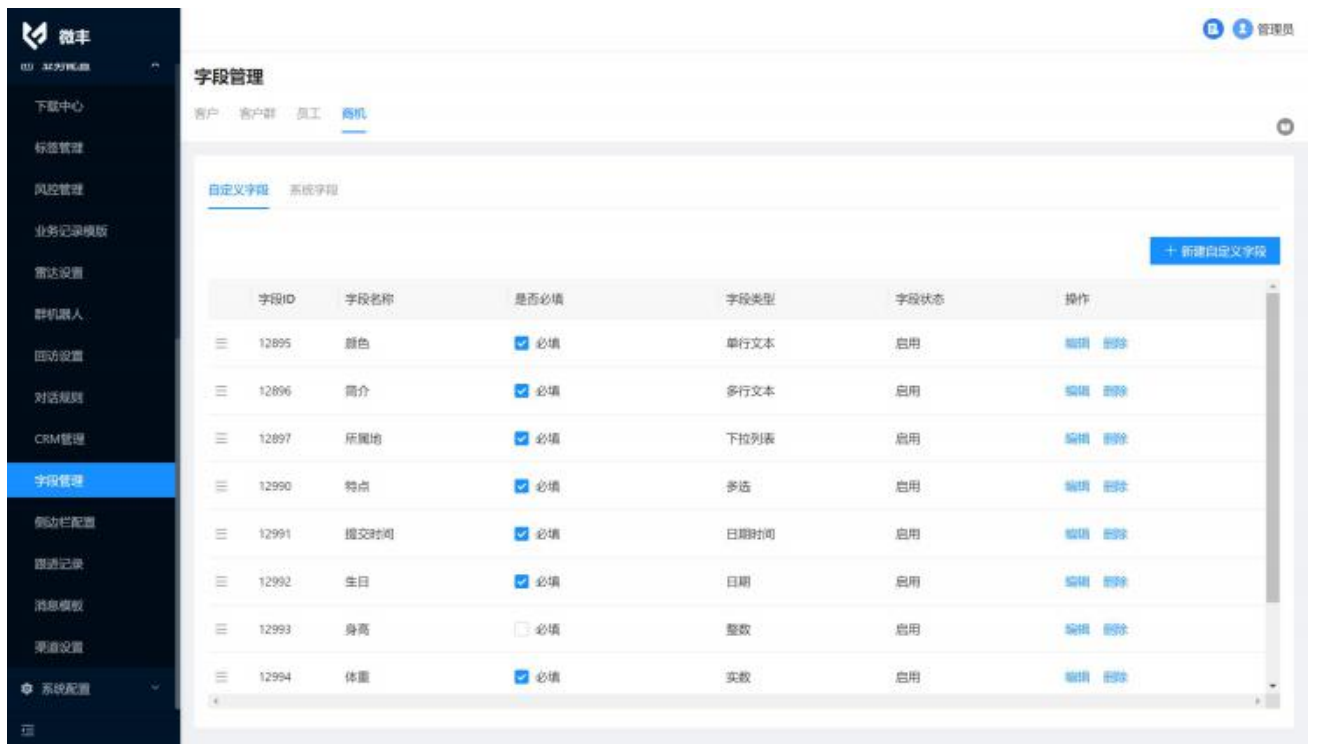 微丰
管理员
业务配置
下载中心
标签管理
风控管理
业务记录模版
雷达设置
群机器人
回访设置
对话规则
CRM管理
字段管理
侧边栏配置
跟进记录
消息模板
渠道设置
系统配置
字段管理
客户 客户群 员工 商机
自定义字段 系统字段
+ 新建自定义字段
字段ID 字段名称 是否必填 字段类型 字段状态 操作
12895 颜色 必填 单行文本 启用 编辑 删除
12896 简介 必填 多行文本 启用 编辑 删除
12897 所属地 必填 下拉列表 启用 编辑 删除
12990 特点 必填 多选 启用 编辑 删除
12991 提交时间 必填 日期时间 启用 编辑 删除
12992 生日 必填 日期 启用 编辑 删除
12993 身高 必填 整数 启用 编辑 删除
12994 体重 必填 实数 启用 编辑 删除